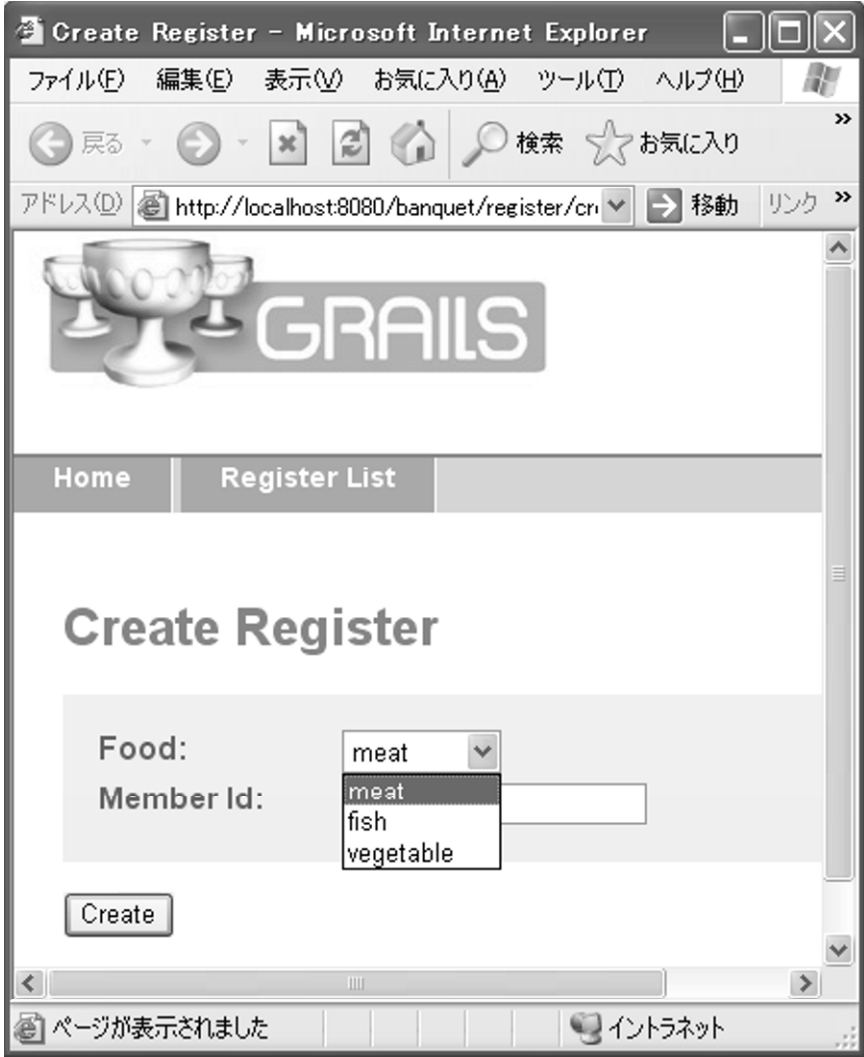 Create Register - Microsoft Internet Explorer
ファイル(F) 編集(E) 表示(V) お気に入り(A) ツール(T) ヘルプ(H)
戻る 検索 お気に入り »
アドレス(D) http://localhost:8080/banquet/register/cr 移動 リンク »
GRAILS
Home Register List
Create Register
Food: meat
Member Id: meat
fish
vegetable
Create
ページが表示されました イントラネット